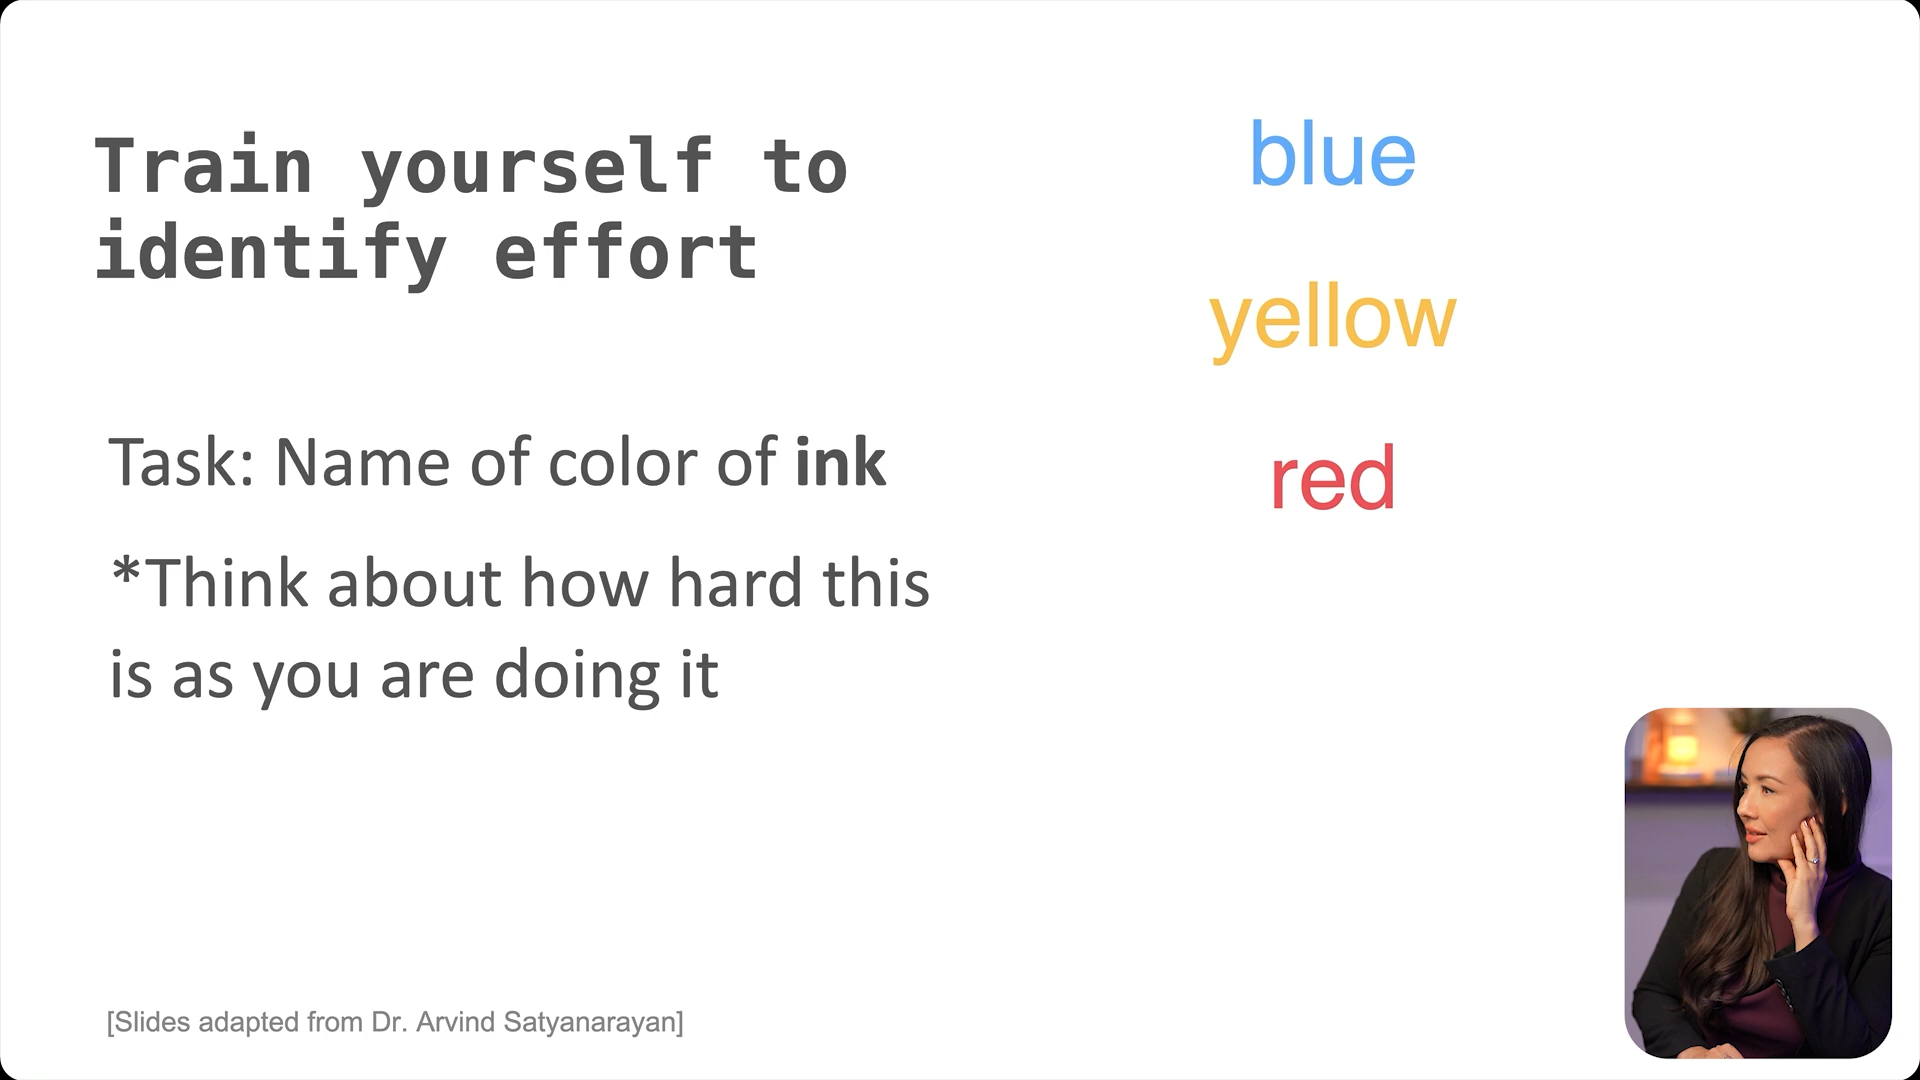 Train yourself to
identify effort
Task: Name of color of ink
*Think about how hard this
is as you are doing it
blue
yellow
red
[Slides adapted from Dr. Arvind Satyanarayan]